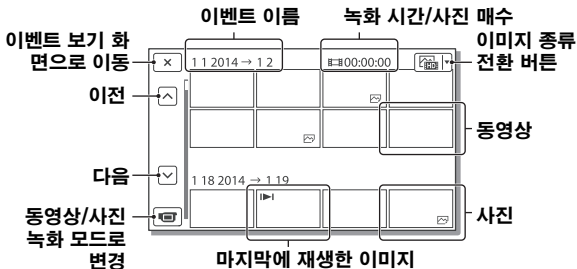 이벤트 이름
녹화 시간/사진 매수
이벤트 보기 화
면으로 이동
이미지 종류
전환 버튼
1 1 2014 → 1 2
00:00:00
이전
동영상
다음
1 18 2014 → 1 19
동영상/사진
녹화 모드로
변경
사진
마지막에 재생한 이미지